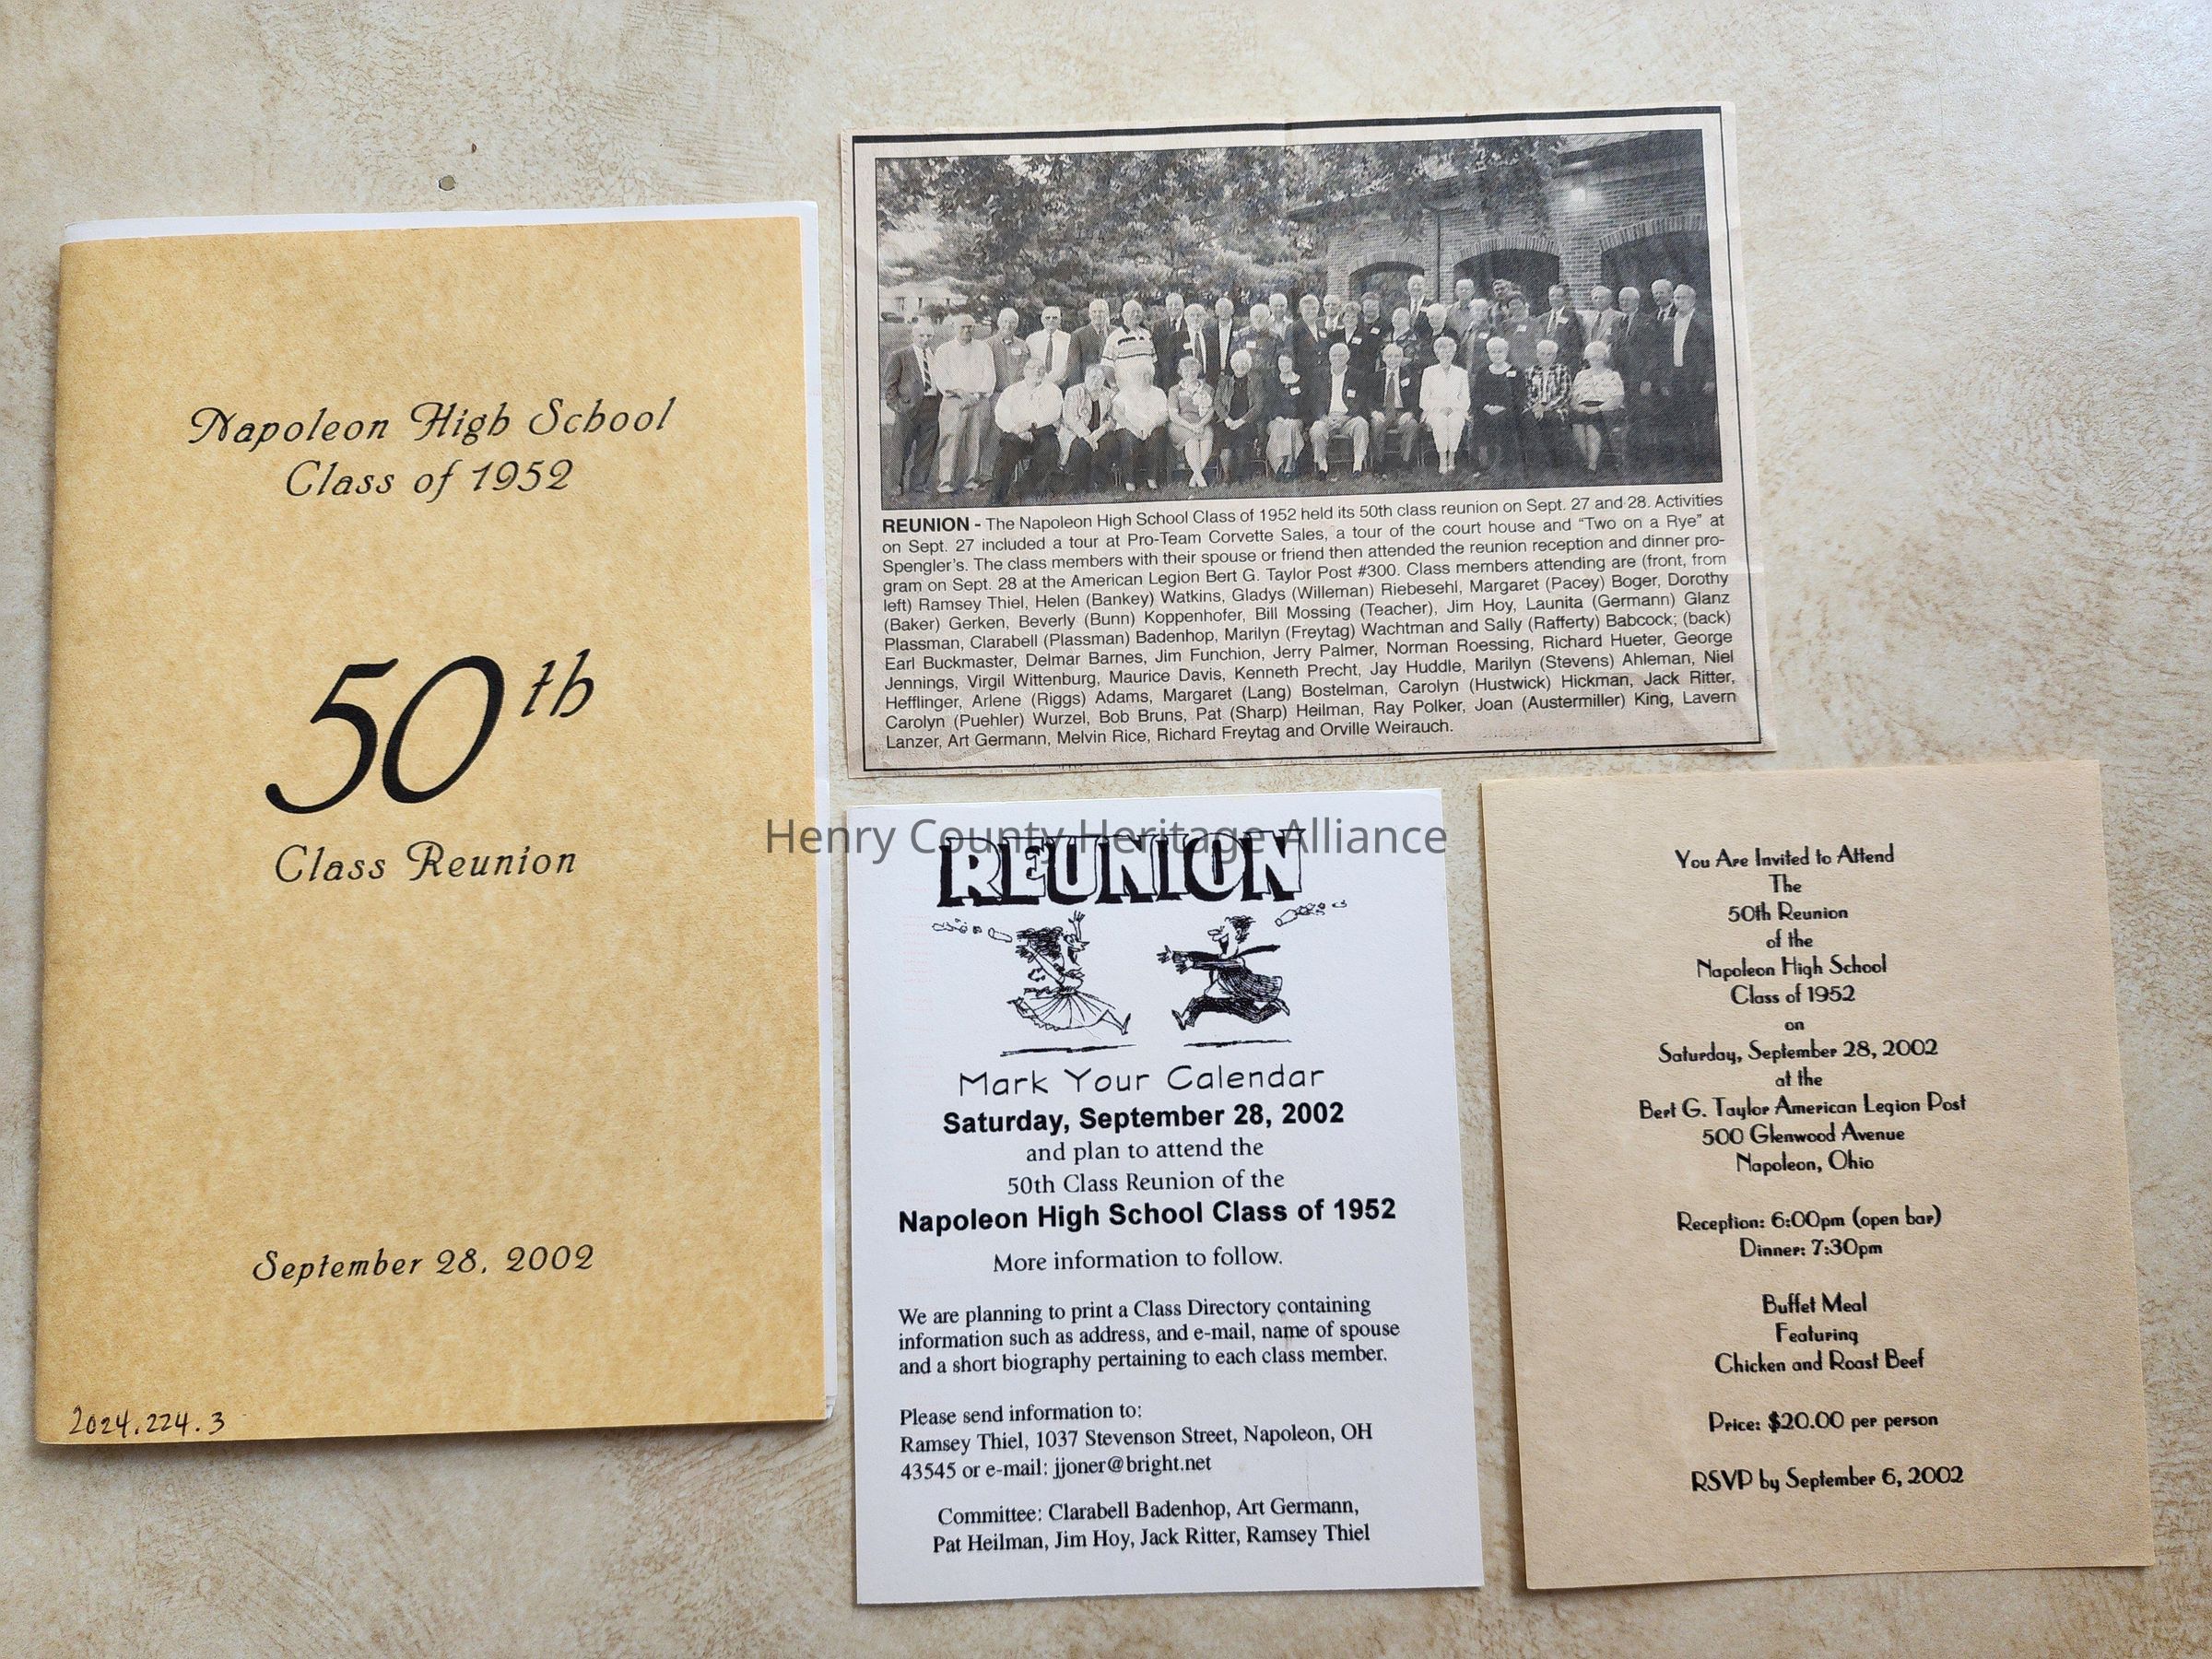 Napoleon High School
Class of 1952
50th
Class Reunion
September 28, 2002
2024.224.3
REUNION - The Napoleon High School Class of 1952 held its 50th class reunion on Sept. 27 and 28. Activities
on Sept. 27 included a tour at Pro-Team Corvette Sales, a tour of the court house and "Two on a Rye" at
Spengler's. The class members with their spouse or friend then attended the reunion reception and dinner pro-
gram on Sept. 28 at the American Legion Bert G. Taylor Post #300. Class members attending are (front, from
left) Ramsey Thiel, Helen (Bankey) Watkins, Gladys (Willeman) Riebesehl, Margaret (Pacey) Boger, Dorothy
(Baker) Gerken, Beverly (Bunn) Koppenhofer, Bill Mossing (Teacher), Jim Hoy, Launita (Germann) Glanz
Plassman, Clarabell (Plassman) Badenhop, Marilyn (Freytag) Wachtman and Sally (Rafferty) Babcock; (back)
Earl Buckmaster, Delmar Barnes, Jim Funchion, Jerry Palmer, Norman Roessing, Richard Hueter, George
Jennings, Virgil Wittenburg, Maurice Davis, Kenneth Precht, Jay Huddle, Marilyn (Stevens) Ahleman, Niel
Hefflinger, Arlene (Riggs) Adams, Margaret (Lang) Bostelman, Carolyn (Hustwick) Hickman, Jack Ritter,
Carolyn (Puehler) Wurzel, Bob Bruns, Pat (Sharp) Heilman, Ray Polker, Joan (Austermiller) King, Lavern
Lanzer, Art Germann, Melvin Rice, Richard Freytag and Orville Weirauch.
Henry County Heritage Alliance
REUNION
Mark Your Calendar
Saturday, September 28, 2002
and plan to attend the
50th Class Reunion of the
Napoleon High School Class of 1952
More information to follow.
We are planning to print a Class Directory containing
information such as address, and e-mail, name of spouse
and a short biography pertaining to each class member.
Please send information to:
Ramsey Thiel, 1037 Stevenson Street, Napoleon, OH
43545 or e-mail: jjoner@bright.net
Committee: Clarabell Badenhop, Art Germann,
Pat Heilman, Jim Hoy, Jack Ritter, Ramsey Thiel
You Are Invited to Attend
The
50th Reunion
of the
Napoleon High School
Class of 1952
on
Saturday, September 28, 2002
at the
Bert G. Taylor American Legion Post
500 Glenwood Avenue
Napoleon, Ohio
Reception: 6:00pm (open bar)
Dinner: 7:30pm
Buffet Meal
Featuring
Chicken and Roast Beef
Price: $20.00 per person
RSVP by September 6, 2002